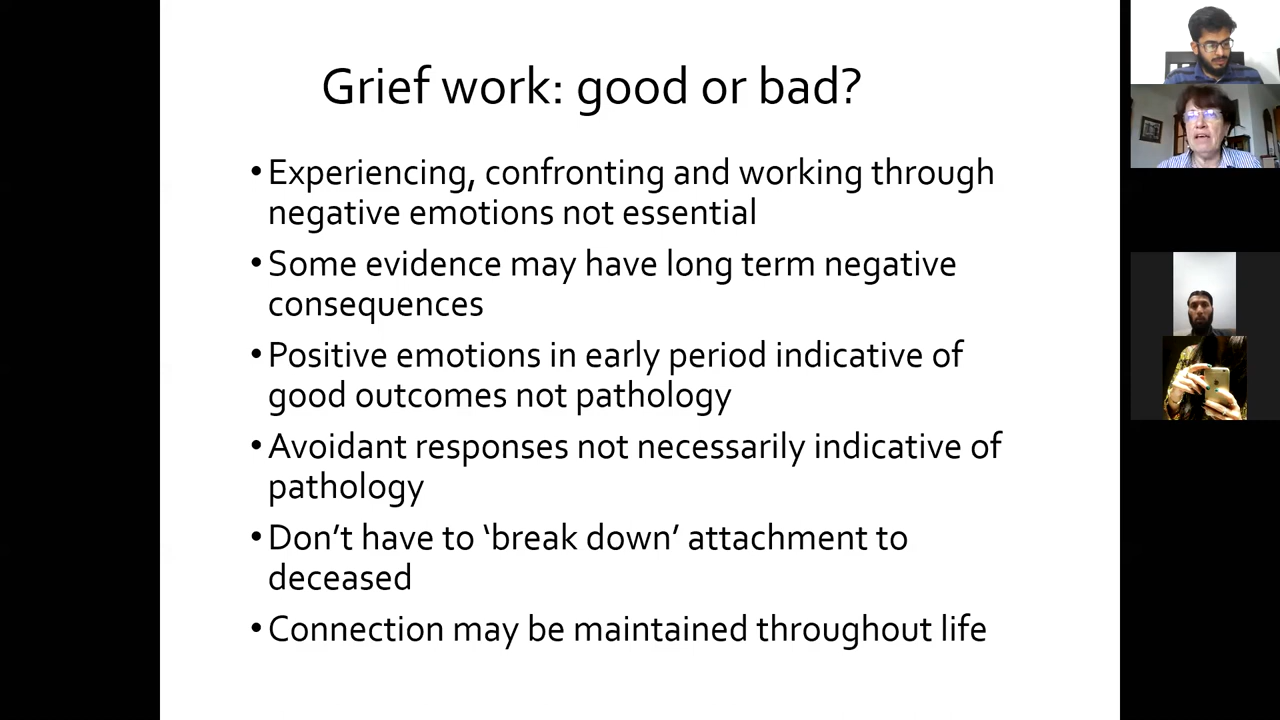 Grief work: good or bad?
•Experiencing, confronting and working through
negative emotions not essential
•Some evidence may have long term negative
consequences
•Positive emotions in early period indicative of
good outcomes not pathology
•Avoidant responses not necessarily indicative of
pathology
•Don’t have to ‘break down’ attachment to
deceased
•Connection may be maintained throughout life